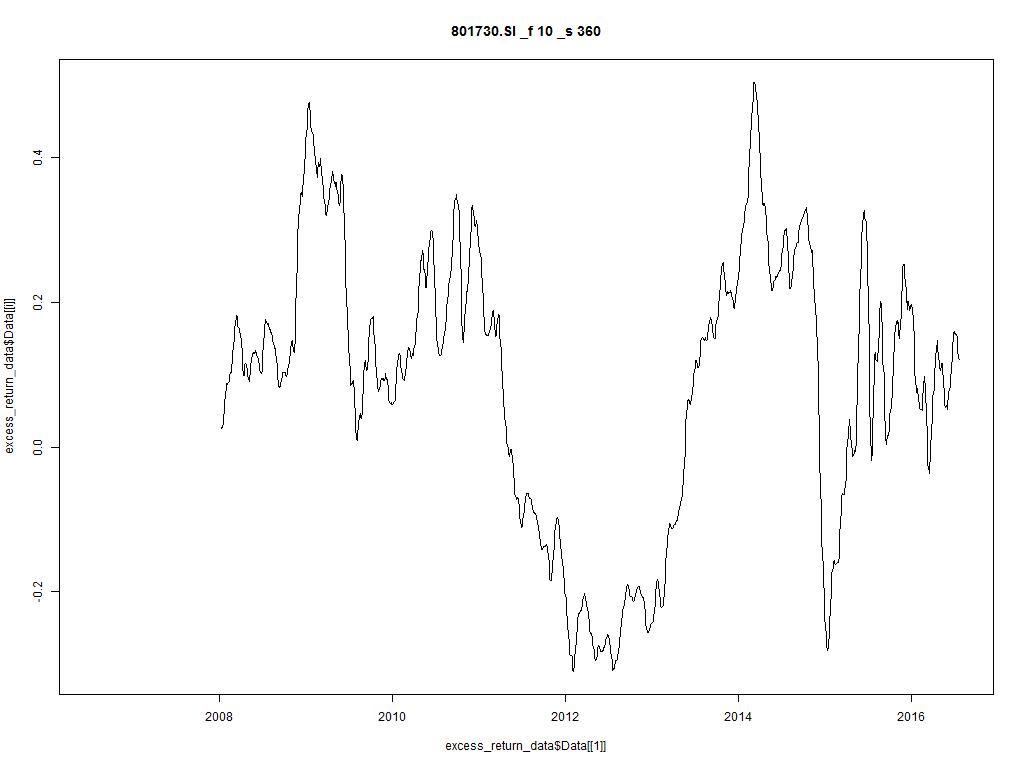 801730.SI _f 10 _s 360
excess_return_data$Data[[i]]
0.4
0.2
0.0
-0.2
2008 2010 2012 2014 2016
excess_return_data$Data[[1]]